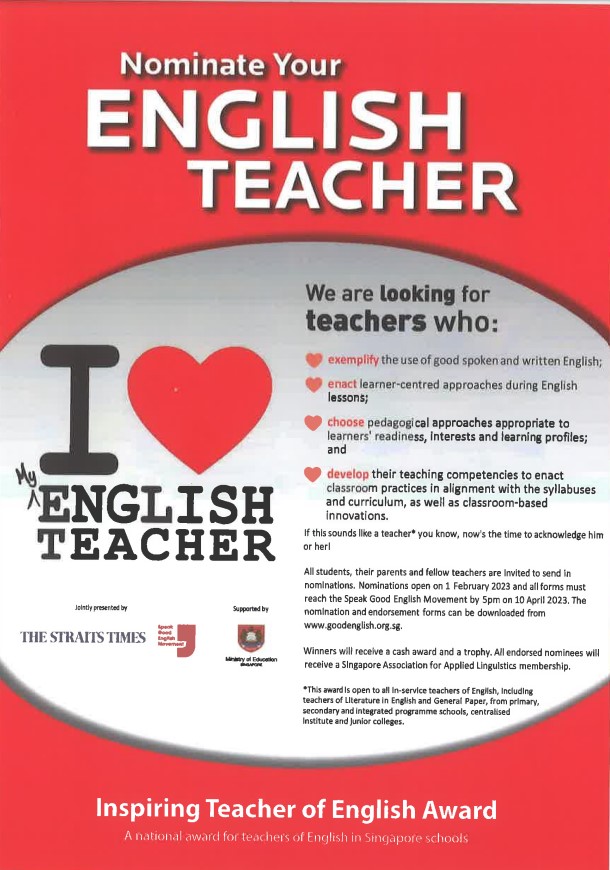 Nominate Your
ENGLISH
TEACHER
We are looking for
teachers who:
exemplify the use of good spoken and written English;
enact learner-centred approaches during English
lessons;
choose pedagogical approaches appropriate to
learners' readiness, interests and learning profiles;
and
develop their teaching competencies to enact
classroom practices in alignment with the syllabuses
and curriculum, as well as classroom-based
innovations.
I
My
ENGLISH
TEACHER
If this sounds like a teacher* you know, now's the time to acknowledge him
or her!
All students, their parents and fellow teachers are invited to send in
nominations. Nominations open on 1 February 2023 and all forms must
reach the Speak Good English Movement by 5pm on 10 April 2023. The
nomination and endorsement forms can be downloaded from
www.goodenglish.org.sg.
Winners will receive a cash award and a trophy. All endorsed nominees will
receive a Singapore Association for Applied Linguistics membership.
*This award is open to all in-service teachers of English, including
teachers of Literature in English and General Paper, from primary,
secondary and integrated programme schools, centralised
institute and junior colleges.
Jointly presented by
THE STRAITS TIMES
Speak
Good
English
Movement
Supported by
Ministry of Education
SINGAPORE
Inspiring Teacher of English Award
A national award for teachers of English in Singapore schools